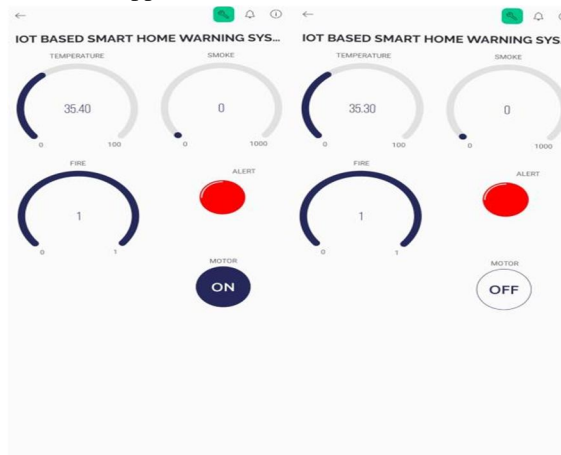 IOT BASED SMART HOME WARNING SYS...
TEMPERATURE
SMOKE
35.40
0
0
100
0
1000
FIRE
ALERT
1
0
1
MOTOR
ON
IOT BASED SMART HOME WARNING SYS
TEMPERATURE
SMOKE
35.30
0
0
100
0
1000
FIRE
ALERT
1
0
1
MOTOR
OFF